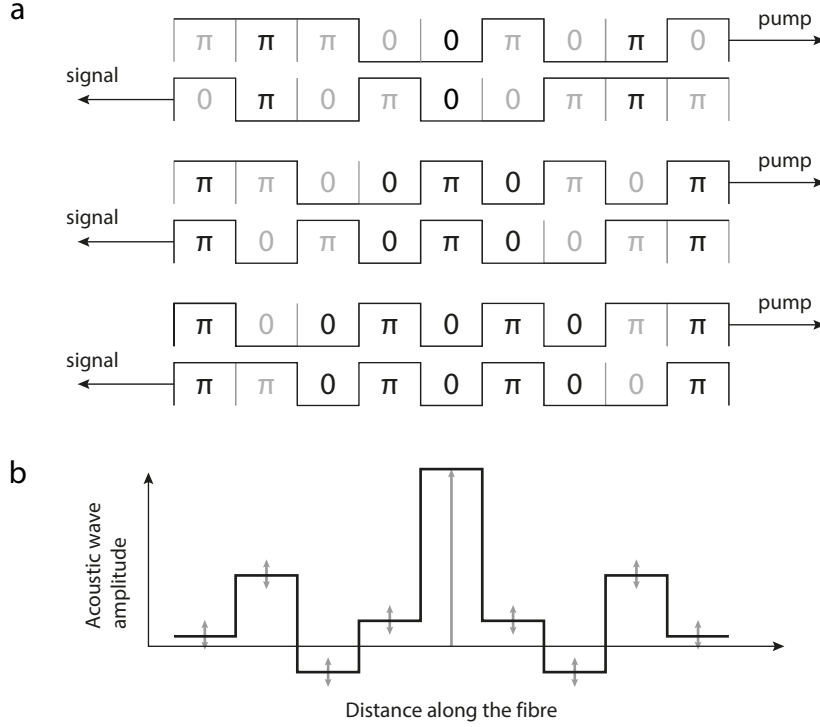 a
π π π 0 0 π 0 π 0 pump
signal 0 π 0 π 0 0 π π π
π π 0 0 π 0 π 0 π pump
signal π 0 π 0 π 0 0 π π
π 0 0 π 0 π 0 π π pump
signal π π 0 π 0 π 0 0 π
b
Acoustic wave
amplitude
Distance along the fibre